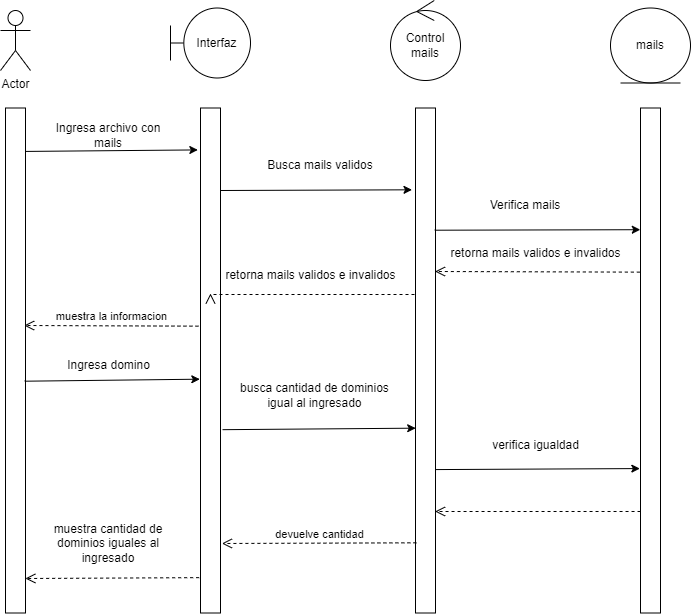 Interfaz
Control
mails
mails
Actor
Ingresa archivo con
mails
Busca mails validos
Verifica mails
retorna mails validos e invalidos
retorna mails validos e invalidos
muestra la informacion
Ingresa domino
busca cantidad de dominios
igual al ingresado
verifica igualdad
muestra cantidad de
dominios iguales al
ingresado
devuelve cantidad